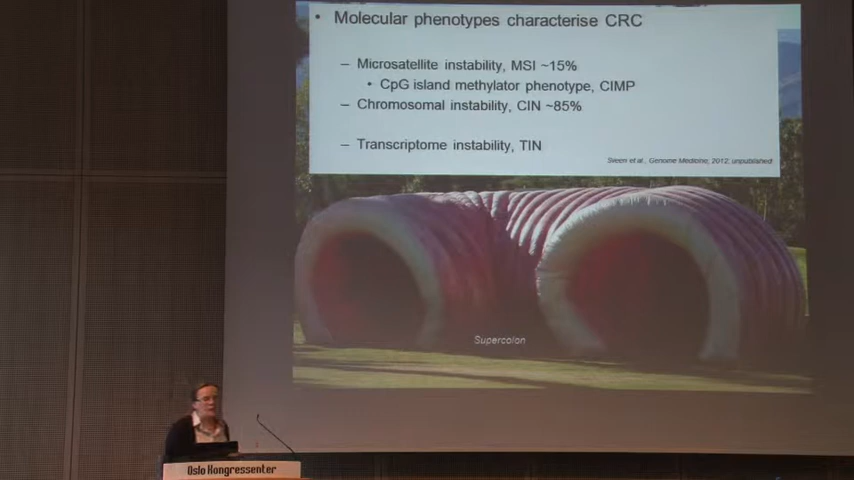 • Molecular phenotypes characterise CRC
– Microsatellite instability, MSI ~15%
• CpG island methylator phenotype, CIMP
– Chromosomal instability, CIN ~85%
– Transcriptome instability, TIN
Sveen et al., Genome Medicine, 2012; unpublished
Supercolon
Oslo Kongressenter